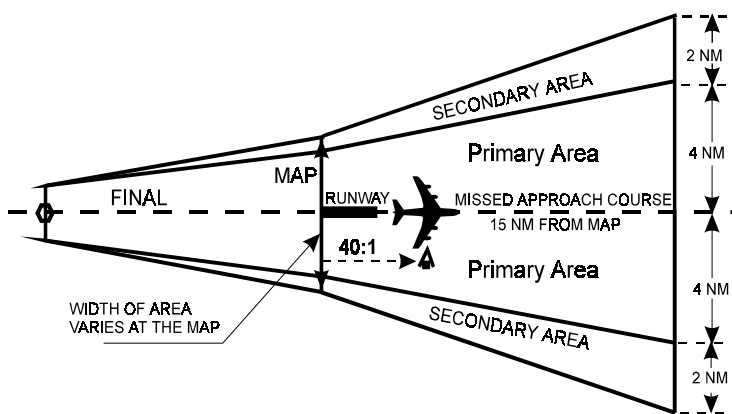 2 NM
SECONDARY AREA
Primary Area
4 NM
MAP
FINAL
RUNWAY
MISSED APPROACH COURSE
15 NM FROM MAP
40:1
Primary Area
4 NM
WIDTH OF AREA
VARIES AT THE MAP
SECONDARY AREA
2 NM